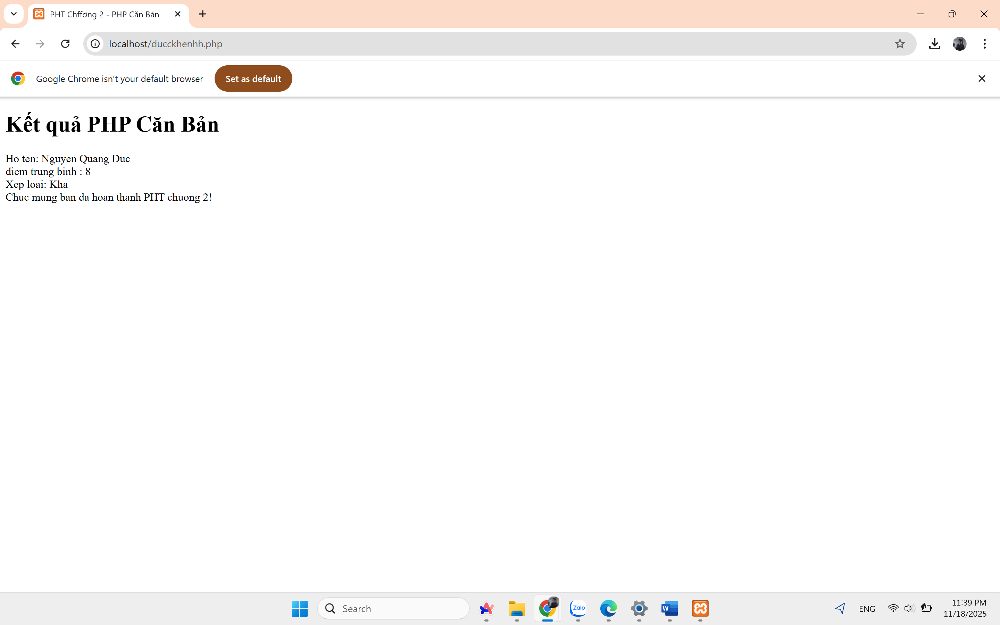 PHT Chffơng 2 - PHP Căn Bản
localhost/ducckhenhh.php
Google Chrome isn't your default browser
Set as default
Kết quả PHP Căn Bản
Ho ten: Nguyen Quang Duc
diem trung binh : 8
Xep loai: Kha
Chuc mung ban da hoan thanh PHT chuong 2!
Search
Zalo
W
ENG
11:39 PM
11/18/2025